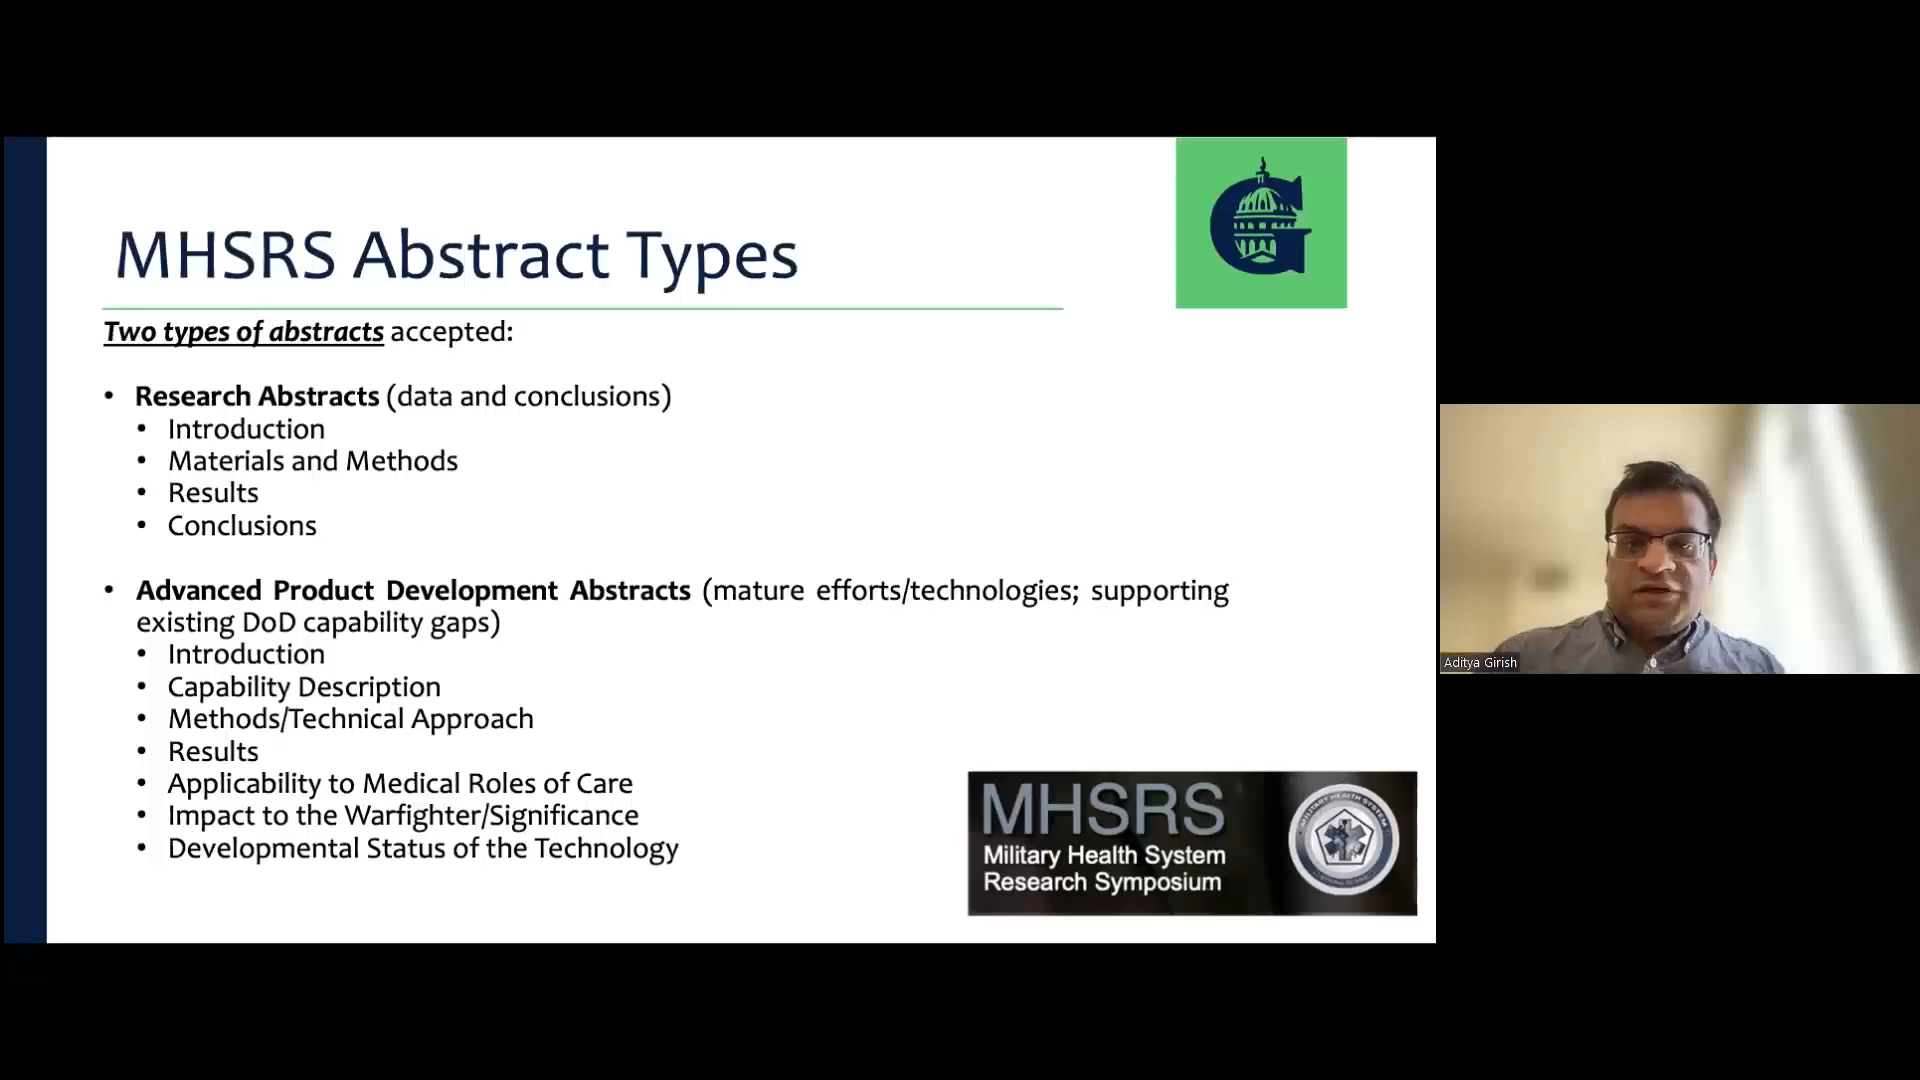 MHSRS Abstract Types
Two types of abstracts accepted:
• Research Abstracts (data and conclusions)
• Introduction
• Materials and Methods
• Results
• Conclusions
• Advanced Product Development Abstracts (mature efforts/technologies; supporting
existing DoD capability gaps)
• Introduction
• Capability Description
• Methods/Technical Approach
• Results
• Applicability to Medical Roles of Care
• Impact to the Warfighter/Significance
• Developmental Status of the Technology
G
MHSRS
Military Health System
Research Symposium
MILITARY HEALTH SYSTEM
Aditya Girish